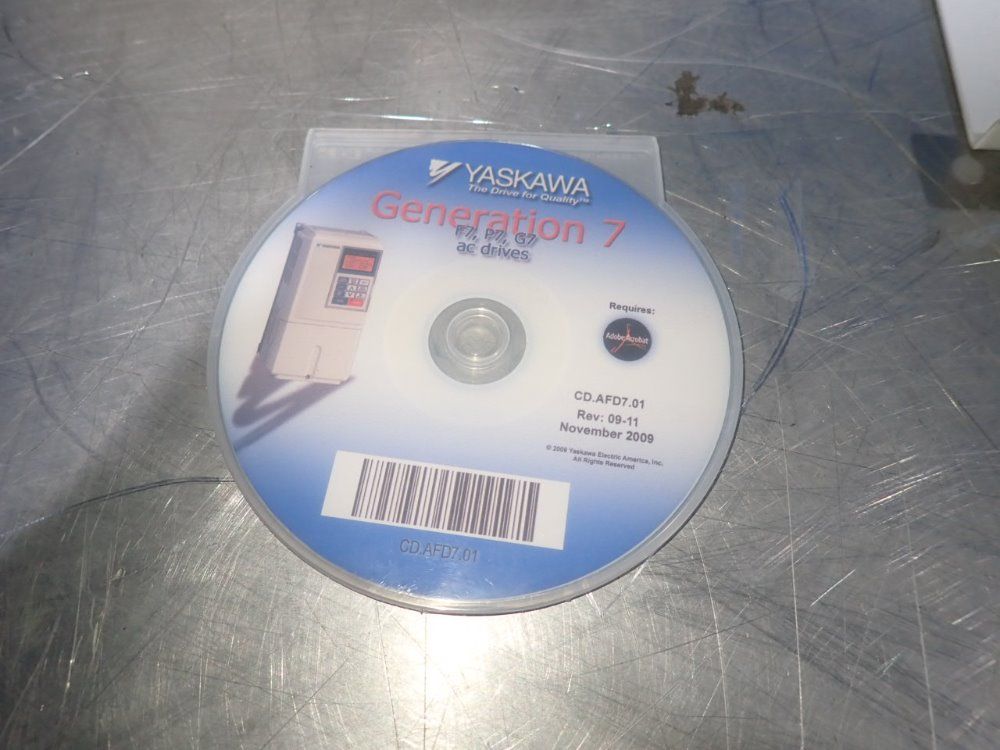 YASKAWA
The Drive for Quality™
Generation 7
F7, P7, G7
ac drives
Requires:
Adobe Acrobat
CD.AFD7.01
Rev: 09-11
November 2009
© 2009 Yaskawa Electric America, Inc.
All Rights Reserved
CD.AFD7.01